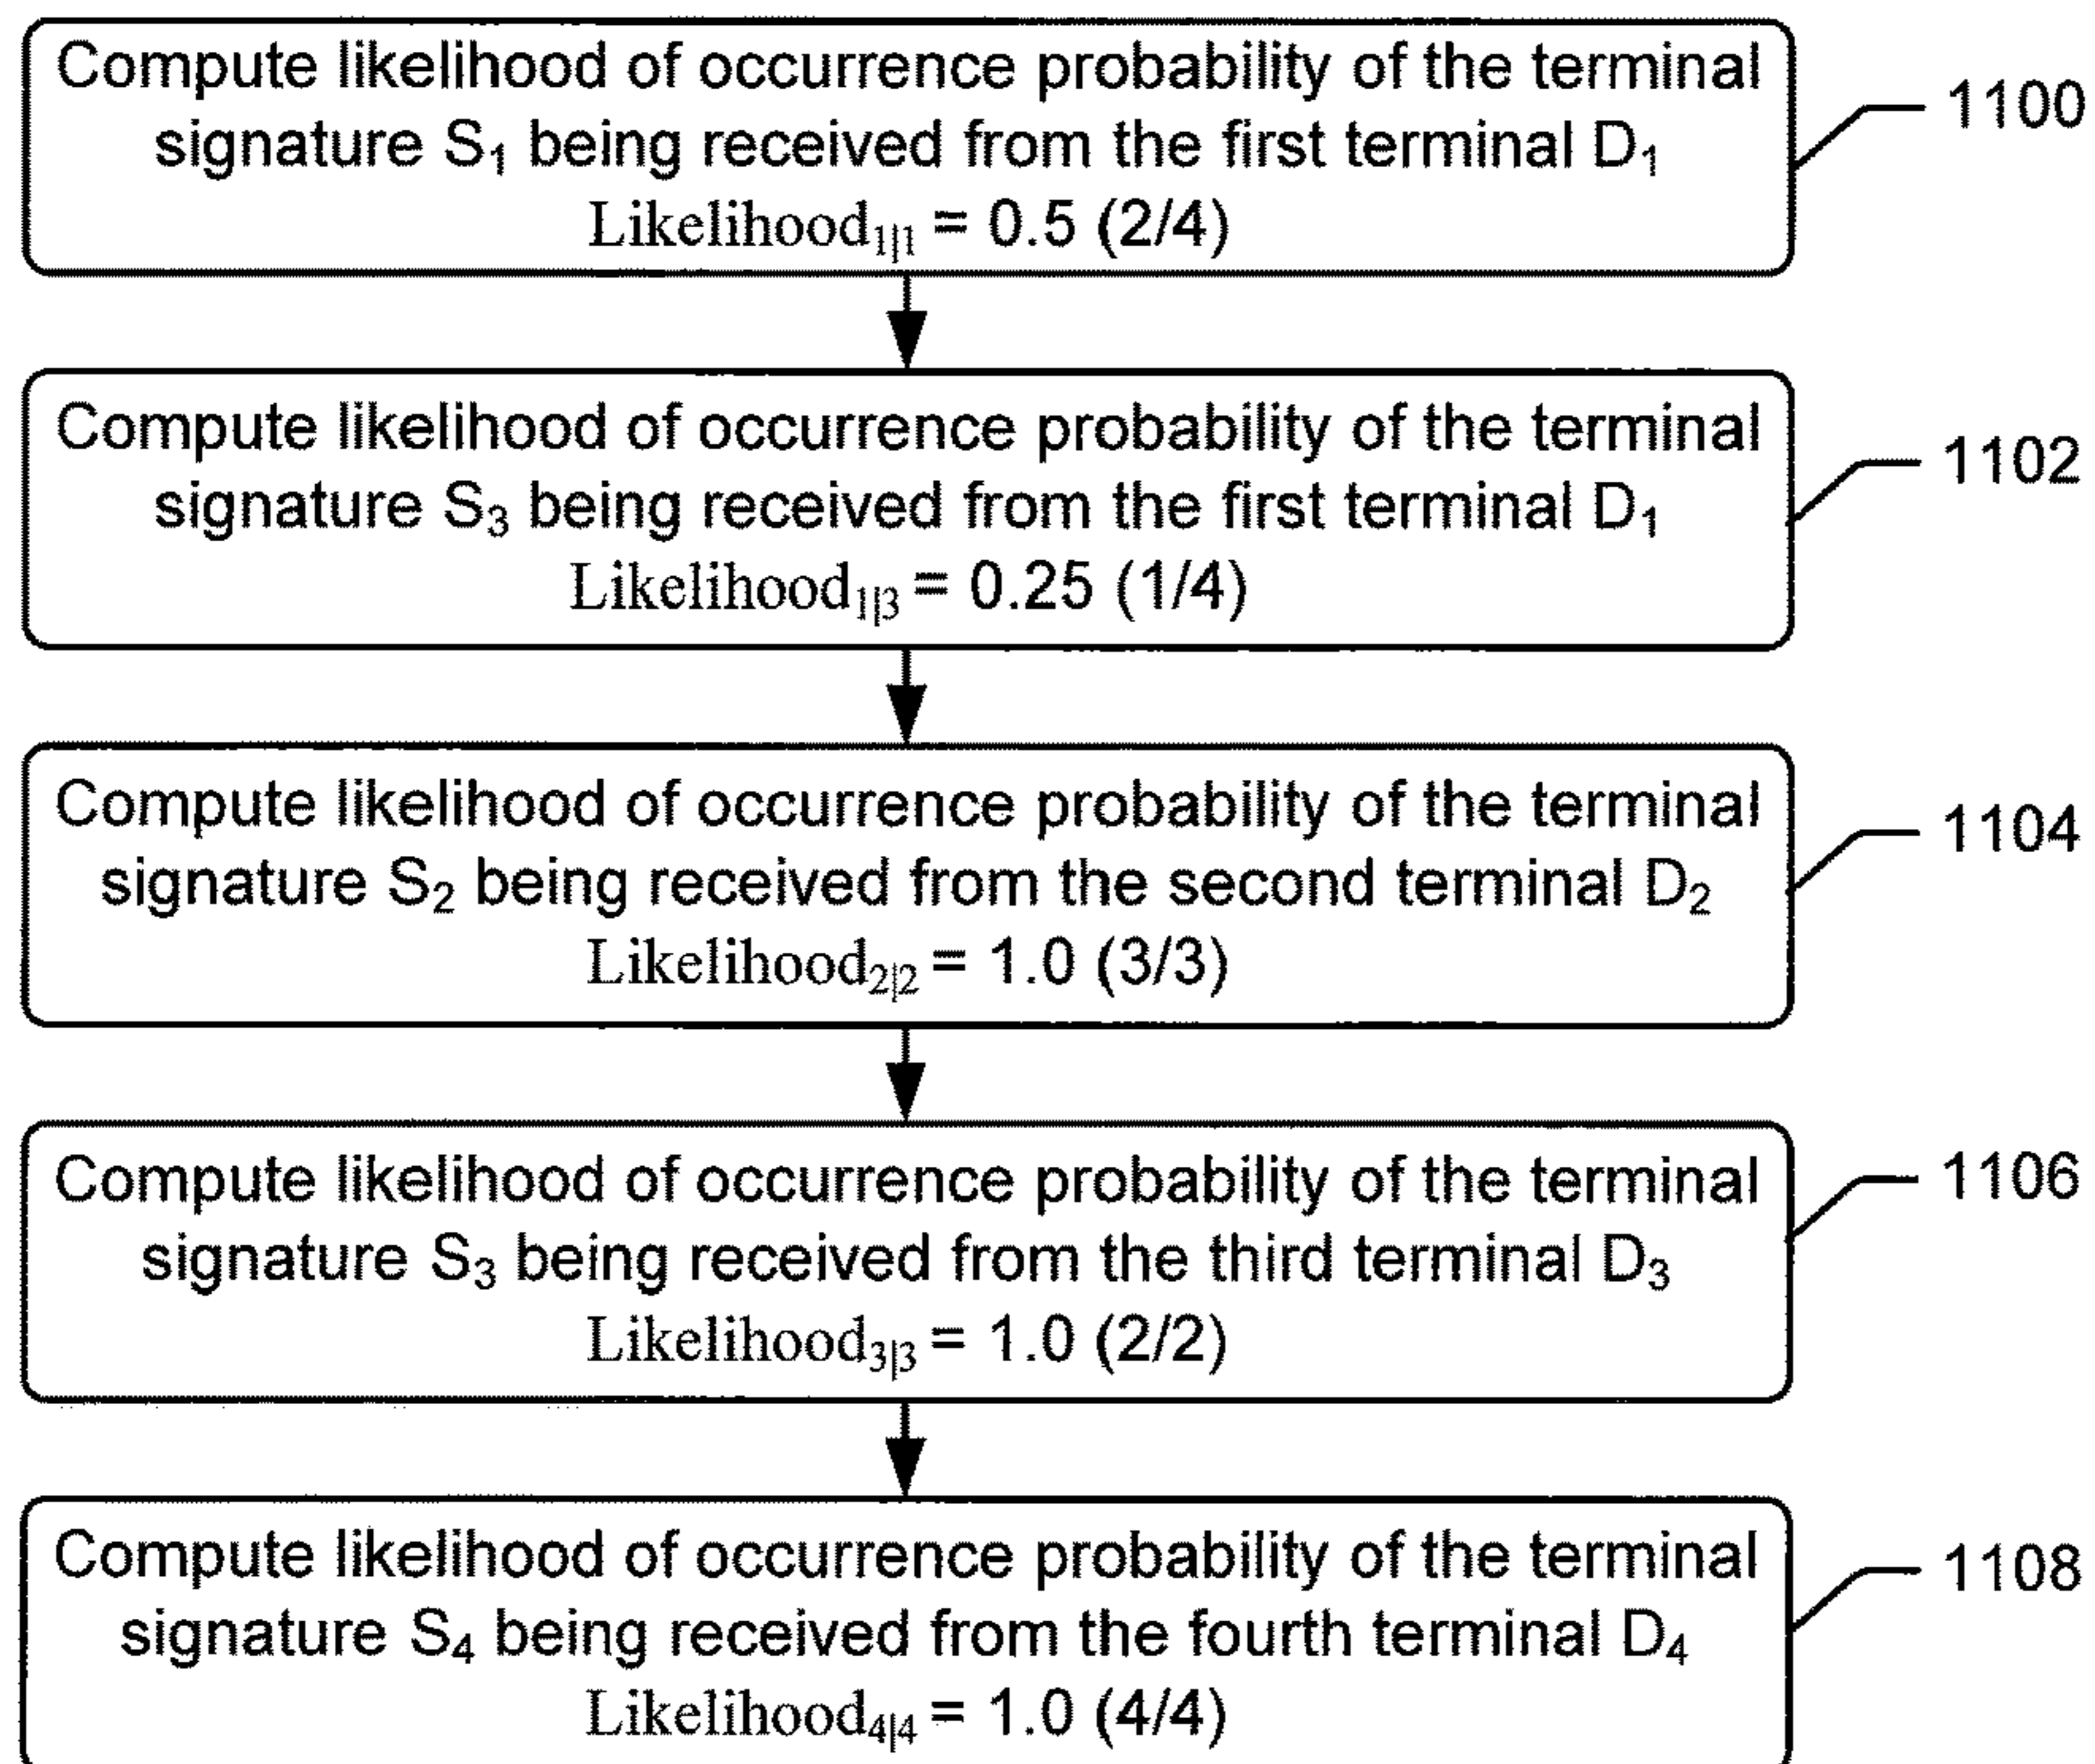 Compute likelihood of occurrence probability of the terminal
signature S₁ being received from the first terminal D₁
Likelihood₁|₁ = 0.5 (2/4)
1100
Compute likelihood of occurrence probability of the terminal
signature S₃ being received from the first terminal D₁
Likelihood₁|₃ = 0.25 (1/4)
1102
Compute likelihood of occurrence probability of the terminal
signature S₂ being received from the second terminal D₂
Likelihood₂|₂ = 1.0 (3/3)
1104
Compute likelihood of occurrence probability of the terminal
signature S₃ being received from the third terminal D₃
Likelihood₃|₃ = 1.0 (2/2)
1106
Compute likelihood of occurrence probability of the terminal
signature S₄ being received from the fourth terminal D₄
Likelihood₄|₄ = 1.0 (4/4)
1108